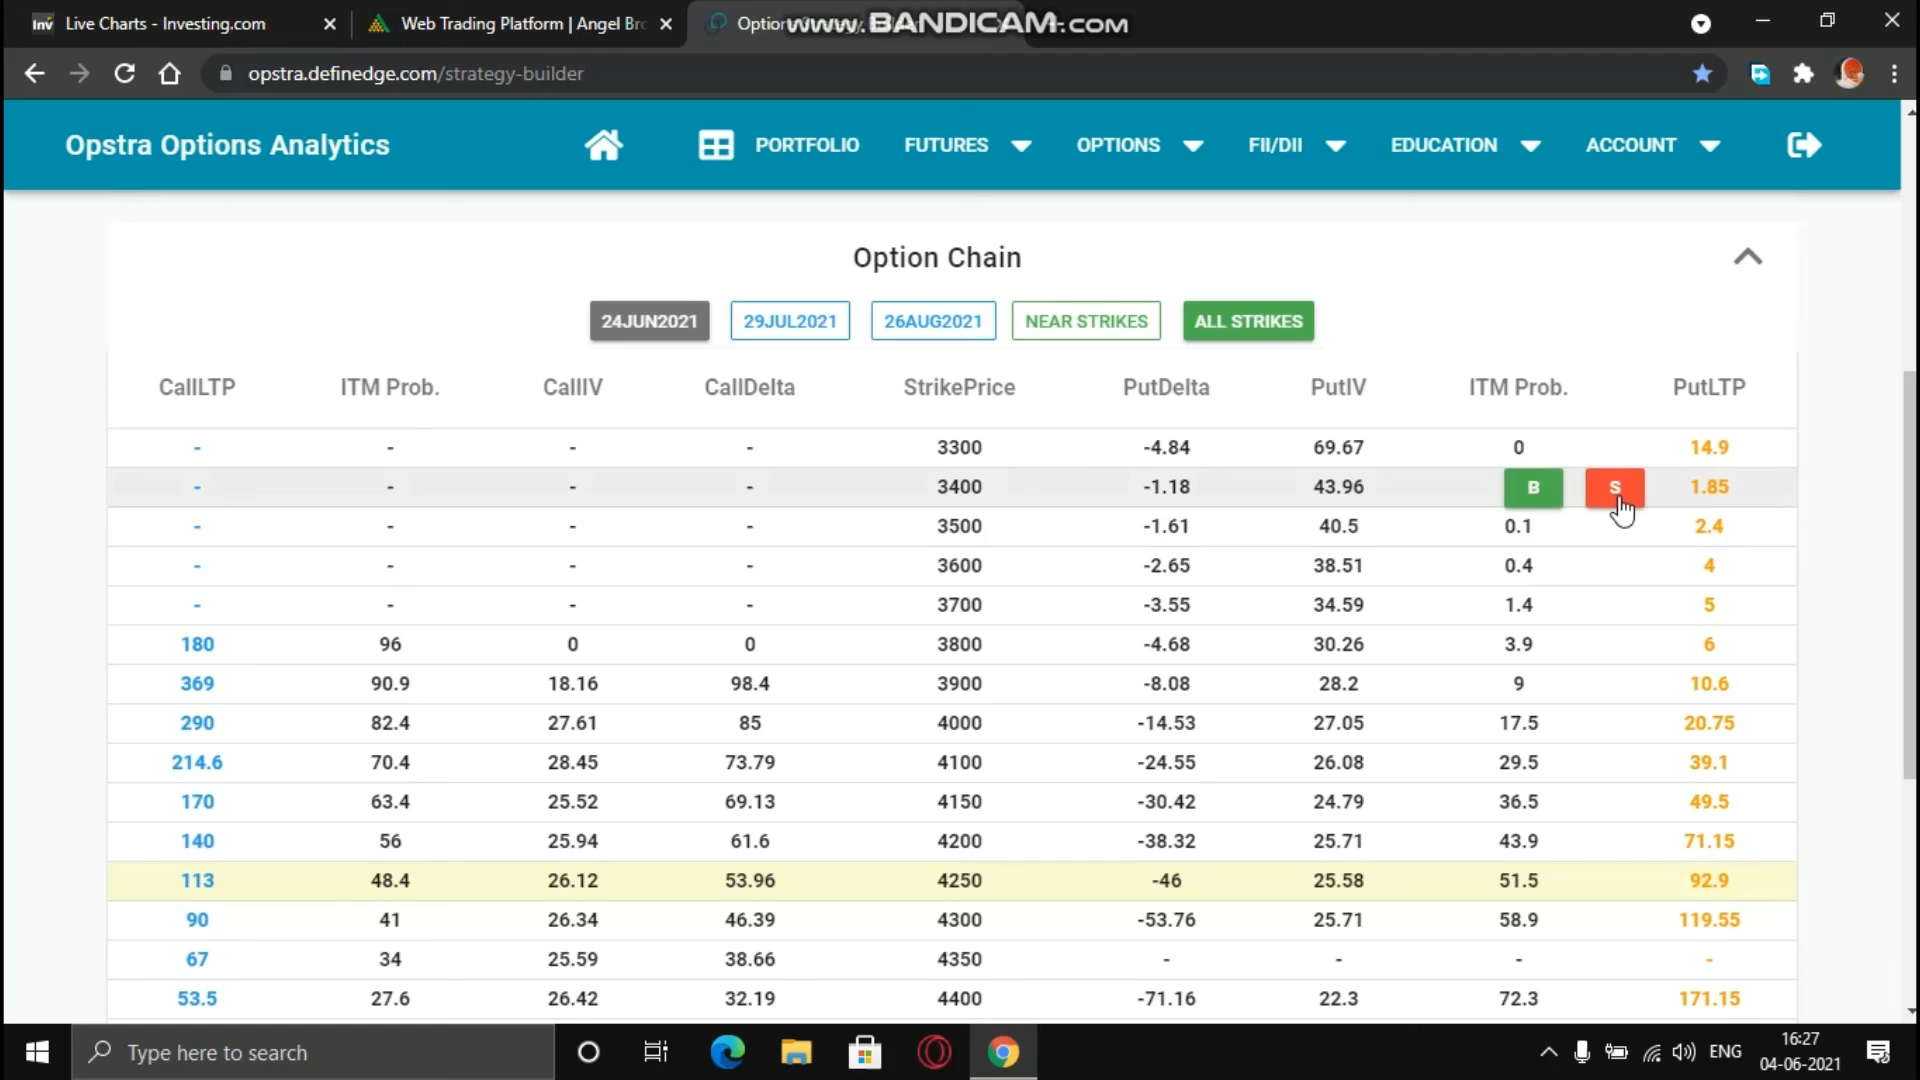 Live Charts - Investing.com
Web Trading Platform | Angel Bro
Option
www.BANDICAM.com
opstra.definedge.com/strategy-builder
Opstra Options Analytics
PORTFOLIO
FUTURES
OPTIONS
FII/DII
EDUCATION
ACCOUNT
Option Chain
24JUN2021 29JUL2021 26AUG2021 NEAR STRIKES ALL STRIKES
CallLTP ITM Prob. CallIV CallDelta StrikePrice PutDelta PutIV ITM Prob. PutLTP
- - - - 3300 -4.84 69.67 0 14.9
- - - - 3400 -1.18 43.96 B S 1.85
- - - - 3500 -1.61 40.5 0.1 2.4
- - - - 3600 -2.65 38.51 0.4 4
- - - - 3700 -3.55 34.59 1.4 5
180 96 0 0 3800 -4.68 30.26 3.9 6
369 90.9 18.16 98.4 3900 -8.08 28.2 9 10.6
290 82.4 27.61 85 4000 -14.53 27.05 17.5 20.75
214.6 70.4 28.45 73.79 4100 -24.55 26.08 29.5 39.1
170 63.4 25.52 69.13 4150 -30.42 24.79 36.5 49.5
140 56 25.94 61.6 4200 -38.32 25.71 43.9 71.15
113 48.4 26.12 53.96 4250 -46 25.58 51.5 92.9
90 41 26.34 46.39 4300 -53.76 25.71 58.9 119.55
67 34 25.59 38.66 4350 - - - -
53.5 27.6 26.42 32.19 4400 -71.16 22.3 72.3 171.15
Type here to search
ENG
16:27
04-06-2021